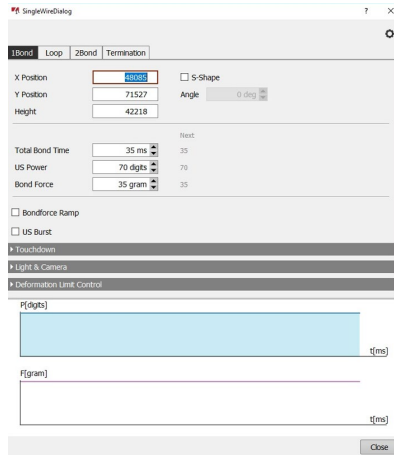 SingleWireDialog ? X
1Bond Loop 2Bond Termination
X Position 48085 S-Shape
Y Position 71527 Angle 0 deg
Height 42218
Next
Total Bond Time 35 ms 35
US Power 70 digits 70
Bond Force 35 gram 35
Bondforce Ramp
US Burst
Touchdown
Light & Camera
Deformation Limit Control
P[digits]
t[ms]
F[gram]
t[ms]
Close